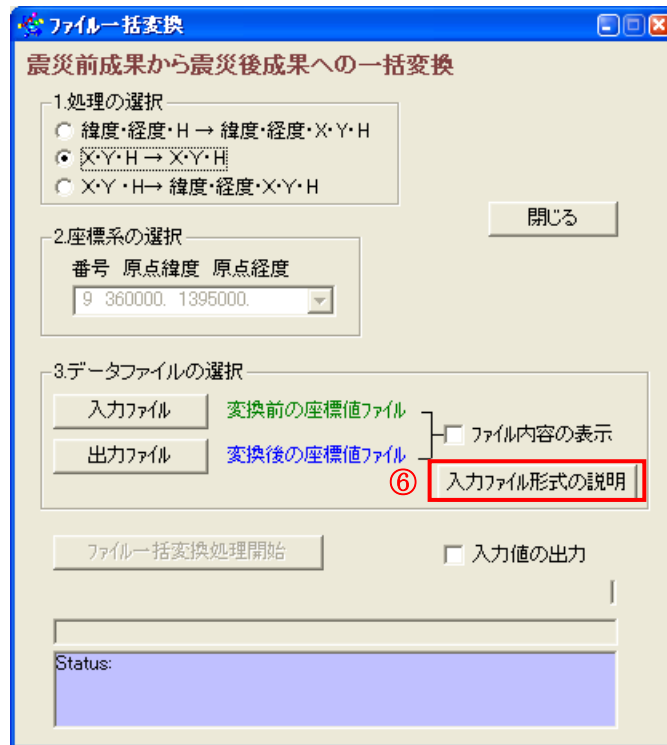 ファイル一括変換
震災前成果から震災後成果への一括変換
1.処理の選択
緯度・経度・H → 緯度・経度・X・Y・H
X・Y・H → X・Y・H
X・Y ・H→ 緯度・経度・X・Y・H
閉じる
2.座標系の選択
番号 原点緯度 原点経度
9 360000. 1395000.
3.データファイルの選択
入力ファイル 変換前の座標値ファイル
ファイル内容の表示
出力ファイル 変換後の座標値ファイル
⑥ 入力ファイル形式の説明
ファイル一括変換処理開始 入力値の出力
Status: